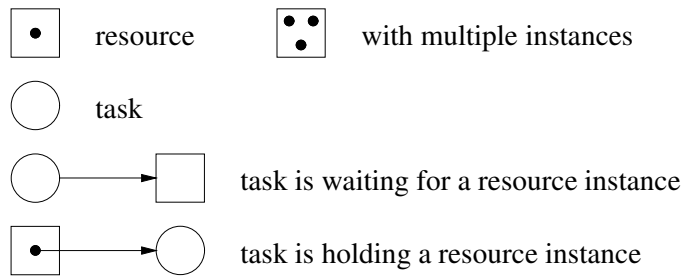 resource
with multiple instances
task
task is waiting for a resource instance
task is holding a resource instance